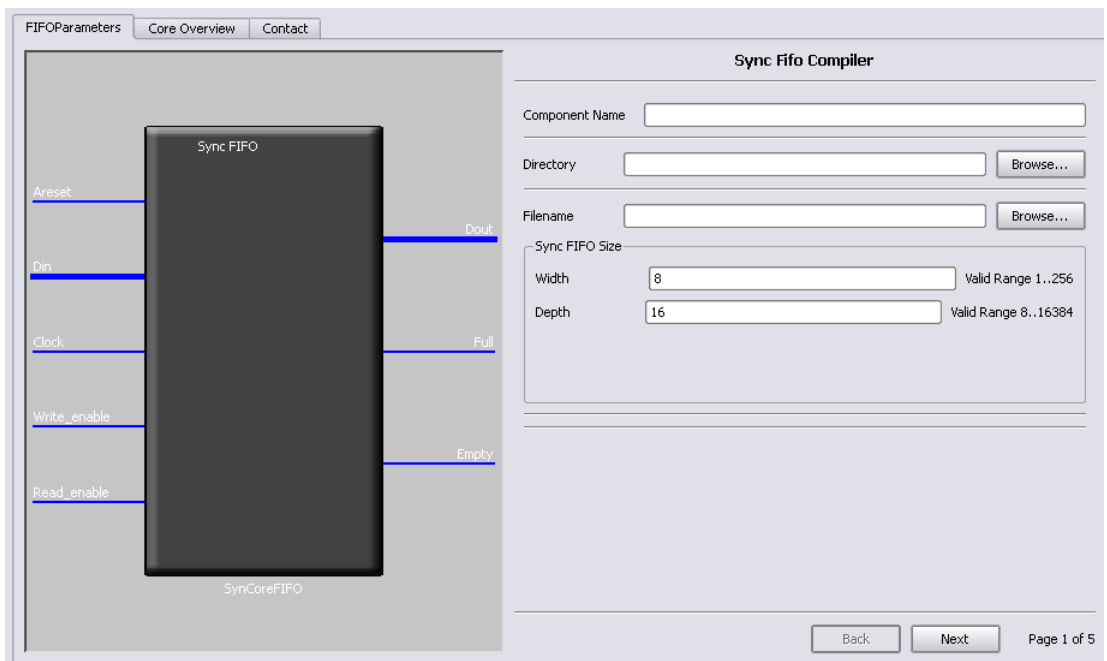 FIFOParameters Core Overview Contact
Sync Fifo Compiler
Component Name
Directory Browse...
Filename Browse...
Sync FIFO Size
Width 8 Valid Range 1..256
Depth 16 Valid Range 8..16384
Sync FIFO
Areset
Dout
Din
Clock Full
Write_enable
Empty
Read_enable
SynCoreFIFO
Back Next Page 1 of 5